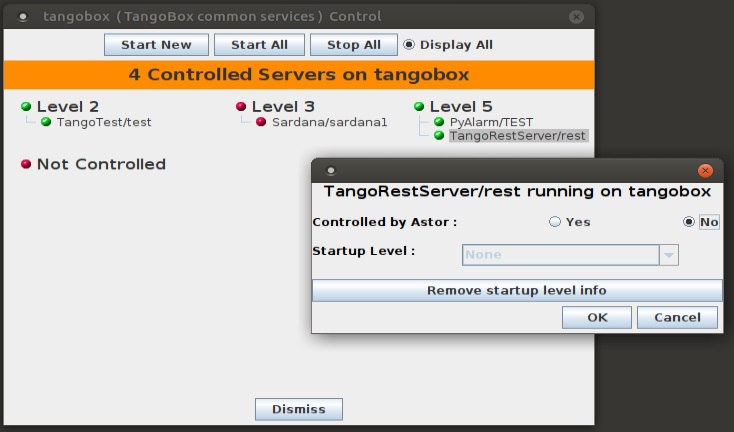 tangobox  ( TangoBox common services )  Control
Start New
Start All
Stop All
Display All
4 Controlled Servers on tangobox
Level 2
TangoTest/test
Level 3
Sardana/sardana1
Level 5
PyAlarm/TEST
TangoRestServer/rest
Not Controlled
TangoRestServer/rest running on tangobox
Controlled by Astor :
Yes
No
Startup Level :
None
Remove startup level info
OK
Cancel
Dismiss